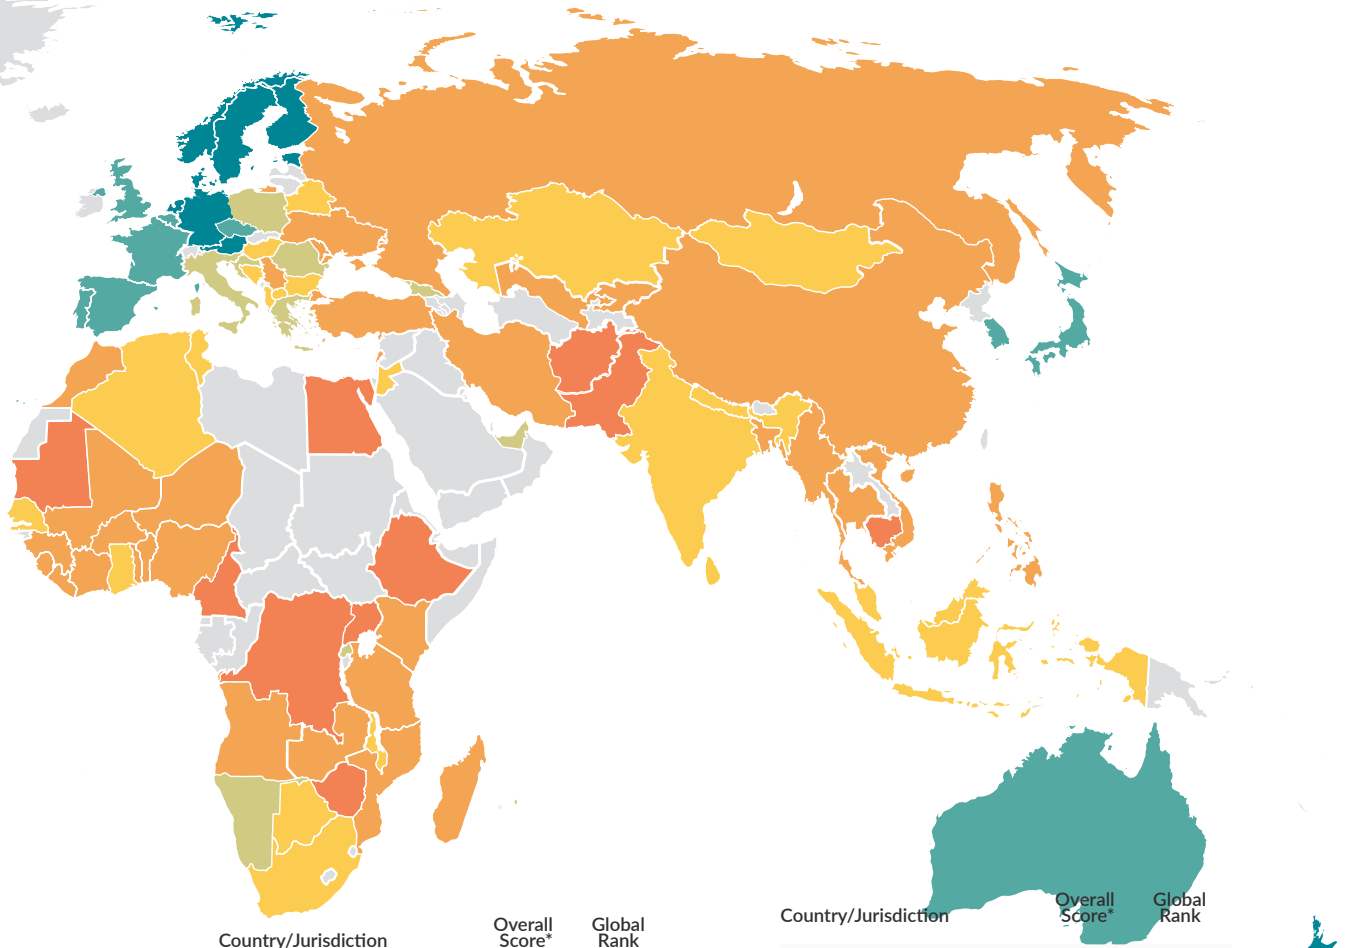 Country/Jurisdiction
Overall
Score*
Global
Rank
Country/Jurisdiction
Overall
Score*
Global
Rank